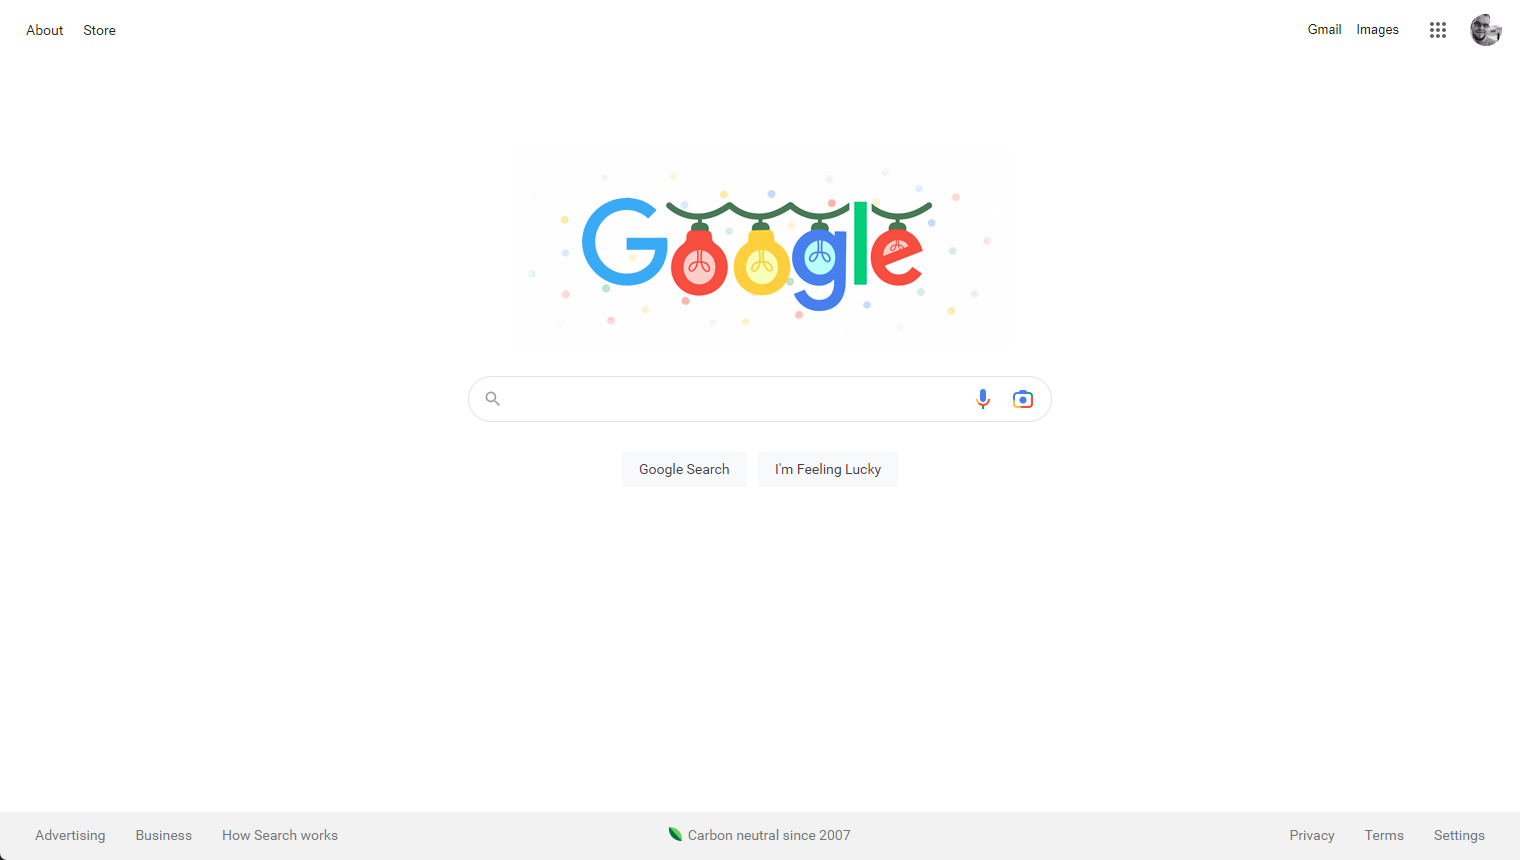 About Store Gmail Images
Google
Google Search I'm Feeling Lucky
Advertising Business How Search works Carbon neutral since 2007 Privacy Terms Settings